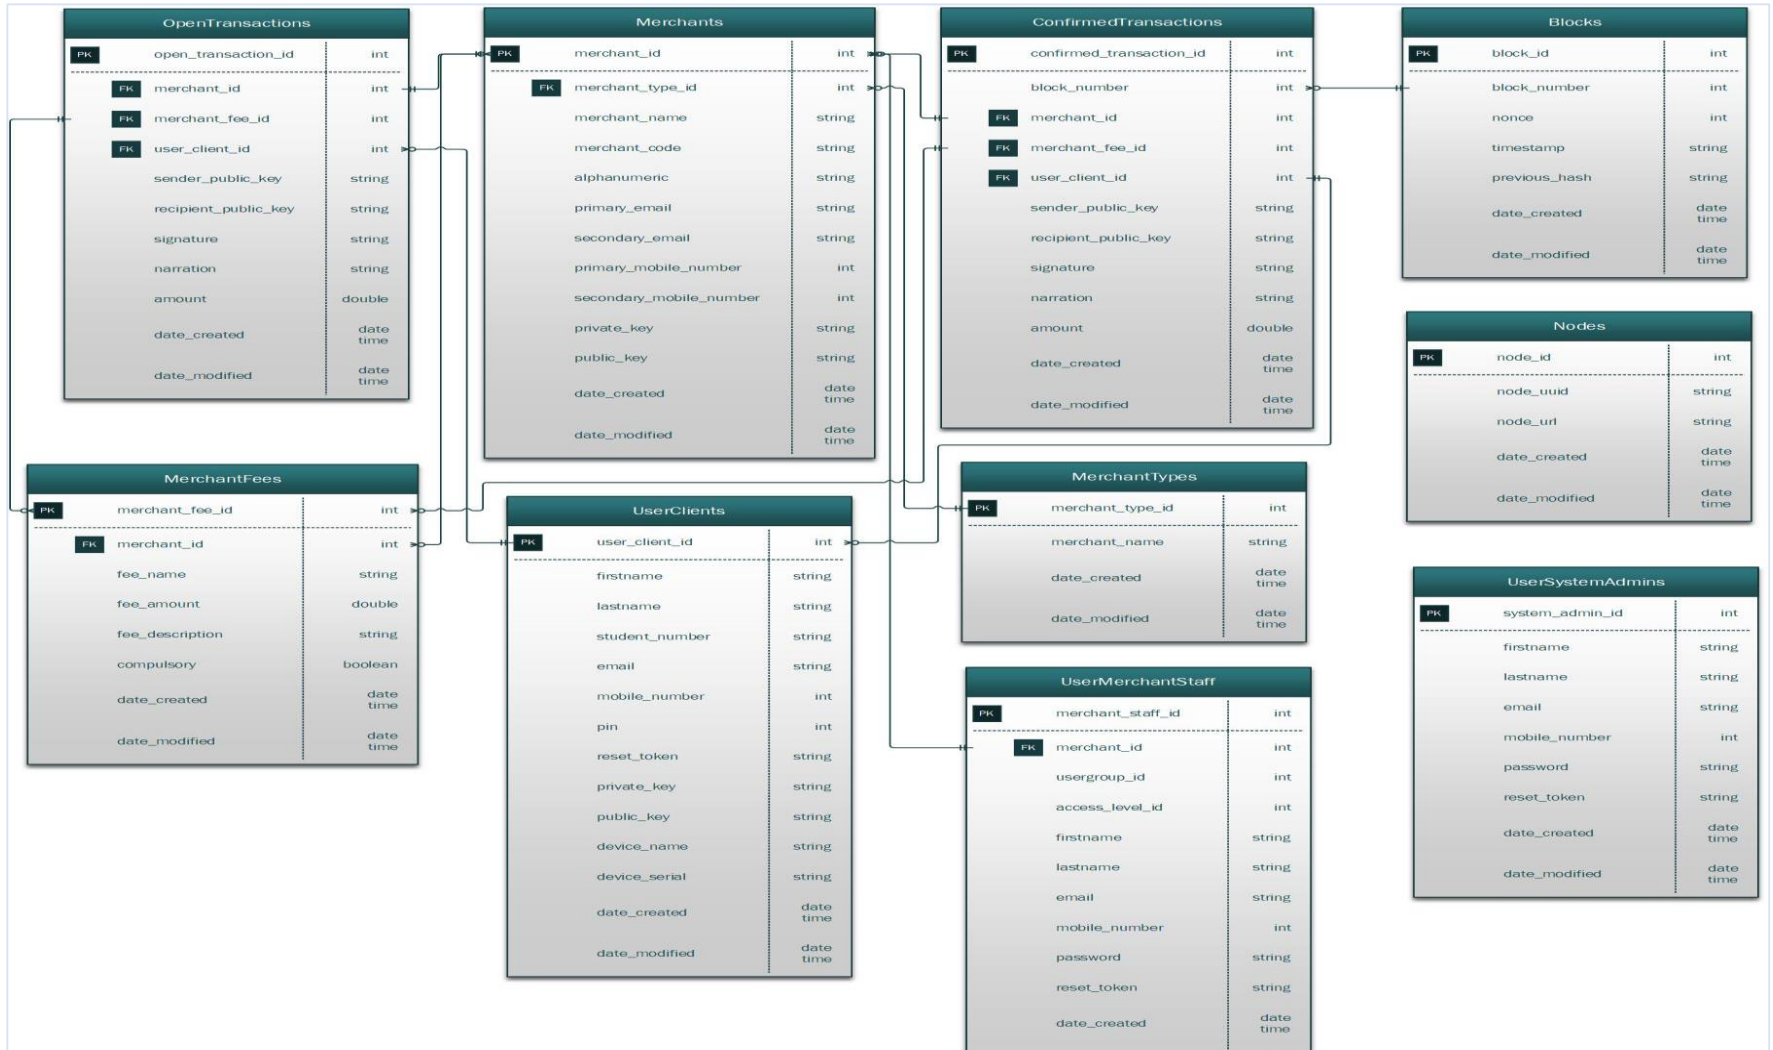 OpenTransactions
PK open_transaction_id int
FK merchant_id int
FK merchant_fee_id int
FK user_client_id int
sender_public_key string
recipient_public_key string
signature string
narration string
amount double
date_created date
time
date_modified date
time
Merchants
PK merchant_id int
FK merchant_type_id int
merchant_name string
merchant_code string
alphanumeric string
primary_email string
secondary_email string
primary_mobile_number int
secondary_mobile_number int
private_key string
public_key string
date_created date
time
date_modified date
time
ConfirmedTransactions
PK confirmed_transaction_id int
block_number int
FK merchant_id int
FK merchant_fee_id int
FK user_client_id int
sender_public_key string
recipient_public_key string
signature string
narration string
amount double
date_created date
time
date_modified date
time
Blocks
PK block_id int
block_number int
nonce int
timestamp string
previous_hash string
date_created date
time
date_modified date
time
Nodes
PK node_id int
node_uuid string
node_url string
date_created date
time
date_modified date
time
MerchantFees
PK merchant_fee_id int
FK merchant_id int
fee_name string
fee_amount double
fee_description string
compulsory boolean
date_created date
time
date_modified date
time
UserClients
PK user_client_id int
firstname string
lastname string
student_number string
email string
mobile_number int
pin int
reset_token string
private_key string
public_key string
device_name string
device_serial string
date_created date
time
date_modified date
time
MerchantTypes
PK merchant_type_id int
merchant_name string
date_created date
time
date_modified date
time
UserMerchantStaff
PK merchant_staff_id int
FK merchant_id int
usergroup_id int
access_level_id int
firstname string
lastname string
email string
mobile_number int
password string
reset_token string
date_created date
time
UserSystemAdmins
PK system_admin_id int
firstname string
lastname string
email string
mobile_number int
password string
reset_token string
date_created date
time
date_modified date
time